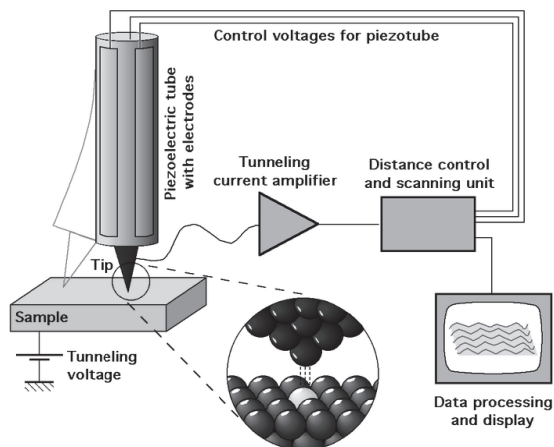 Control voltages for piezotube
Piezoelectric tube
with electrodes
Tunneling
current amplifier
Distance control
and scanning unit
Tip
Sample
Tunneling
voltage
Data processing
and display